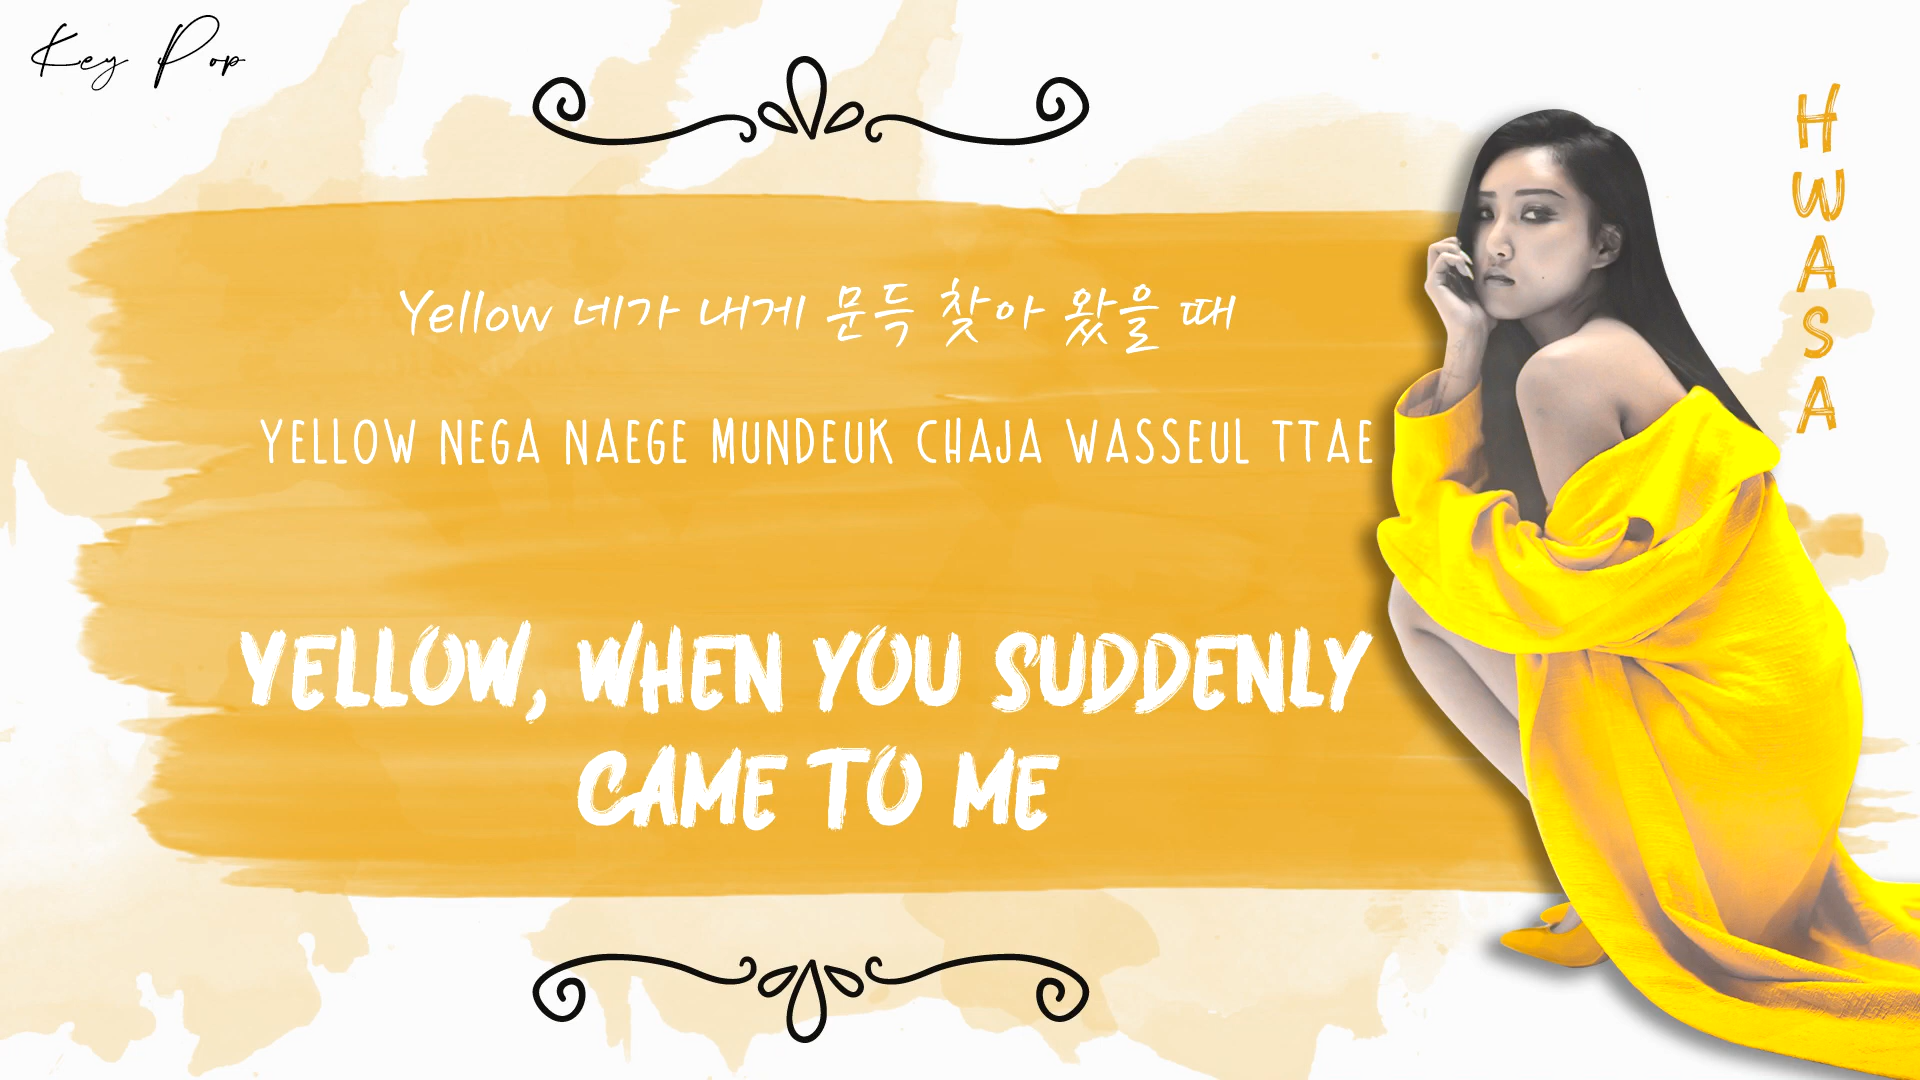 Key Pop
Yellow 네가 내게 문득 찾아 왔을 때
YELLOW NEGA NAEGE MUNDEUK CHAJA WASSEUL TTAE
YELLOW, WHEN YOU SUDDENLY
CAME TO ME
HWASA